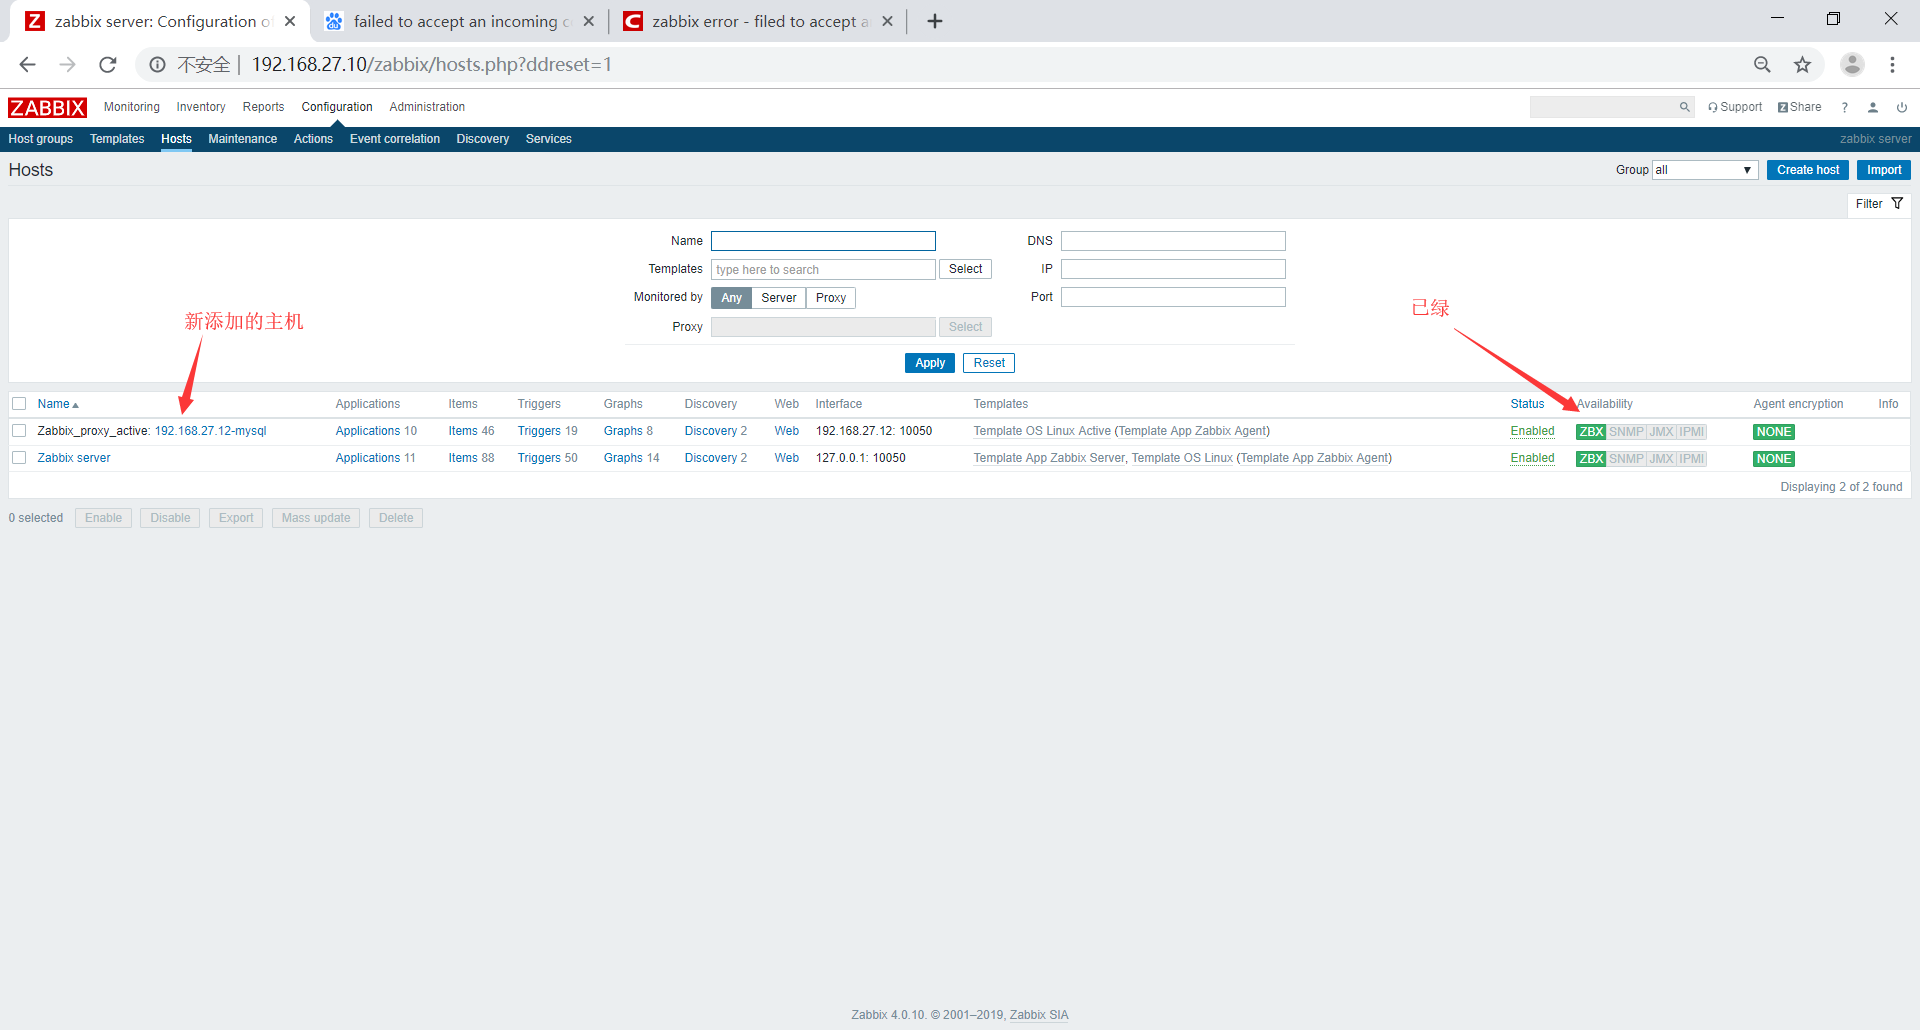 zabbix server: Configuration o
failed to accept an incoming c
zabbix error - filed to accept a
不安全 | 192.168.27.10/zabbix/hosts.php?ddreset=1
ZABBIX Monitoring Inventory Reports Configuration Administration Support Z Share ?
Host groups Templates Hosts Maintenance Actions Event correlation Discovery Services zabbix server
Hosts Group all Create host Import
Filter
Name DNS
Templates type here to search Select IP
Monitored by Any Server Proxy Port
Proxy Select
新添加的主机
已绿
Apply Reset
Name Applications Items Triggers Graphs Discovery Web Interface Templates Status Availability Agent encryption Info
Zabbix_proxy_active: 192.168.27.12-mysql Applications 10 Items 46 Triggers 19 Graphs 8 Discovery 2 Web 192.168.27.12: 10050 Template OS Linux Active (Template App Zabbix Agent) Enabled ZBX SNMP JMX IPMI NONE
Zabbix server Applications 11 Items 88 Triggers 50 Graphs 14 Discovery 2 Web 127.0.0.1: 10050 Template App Zabbix Server, Template OS Linux (Template App Zabbix Agent) Enabled ZBX SNMP JMX IPMI NONE
Displaying 2 of 2 found
0 selected Enable Disable Export Mass update Delete
Zabbix 4.0.10. © 2001–2019, Zabbix SIA